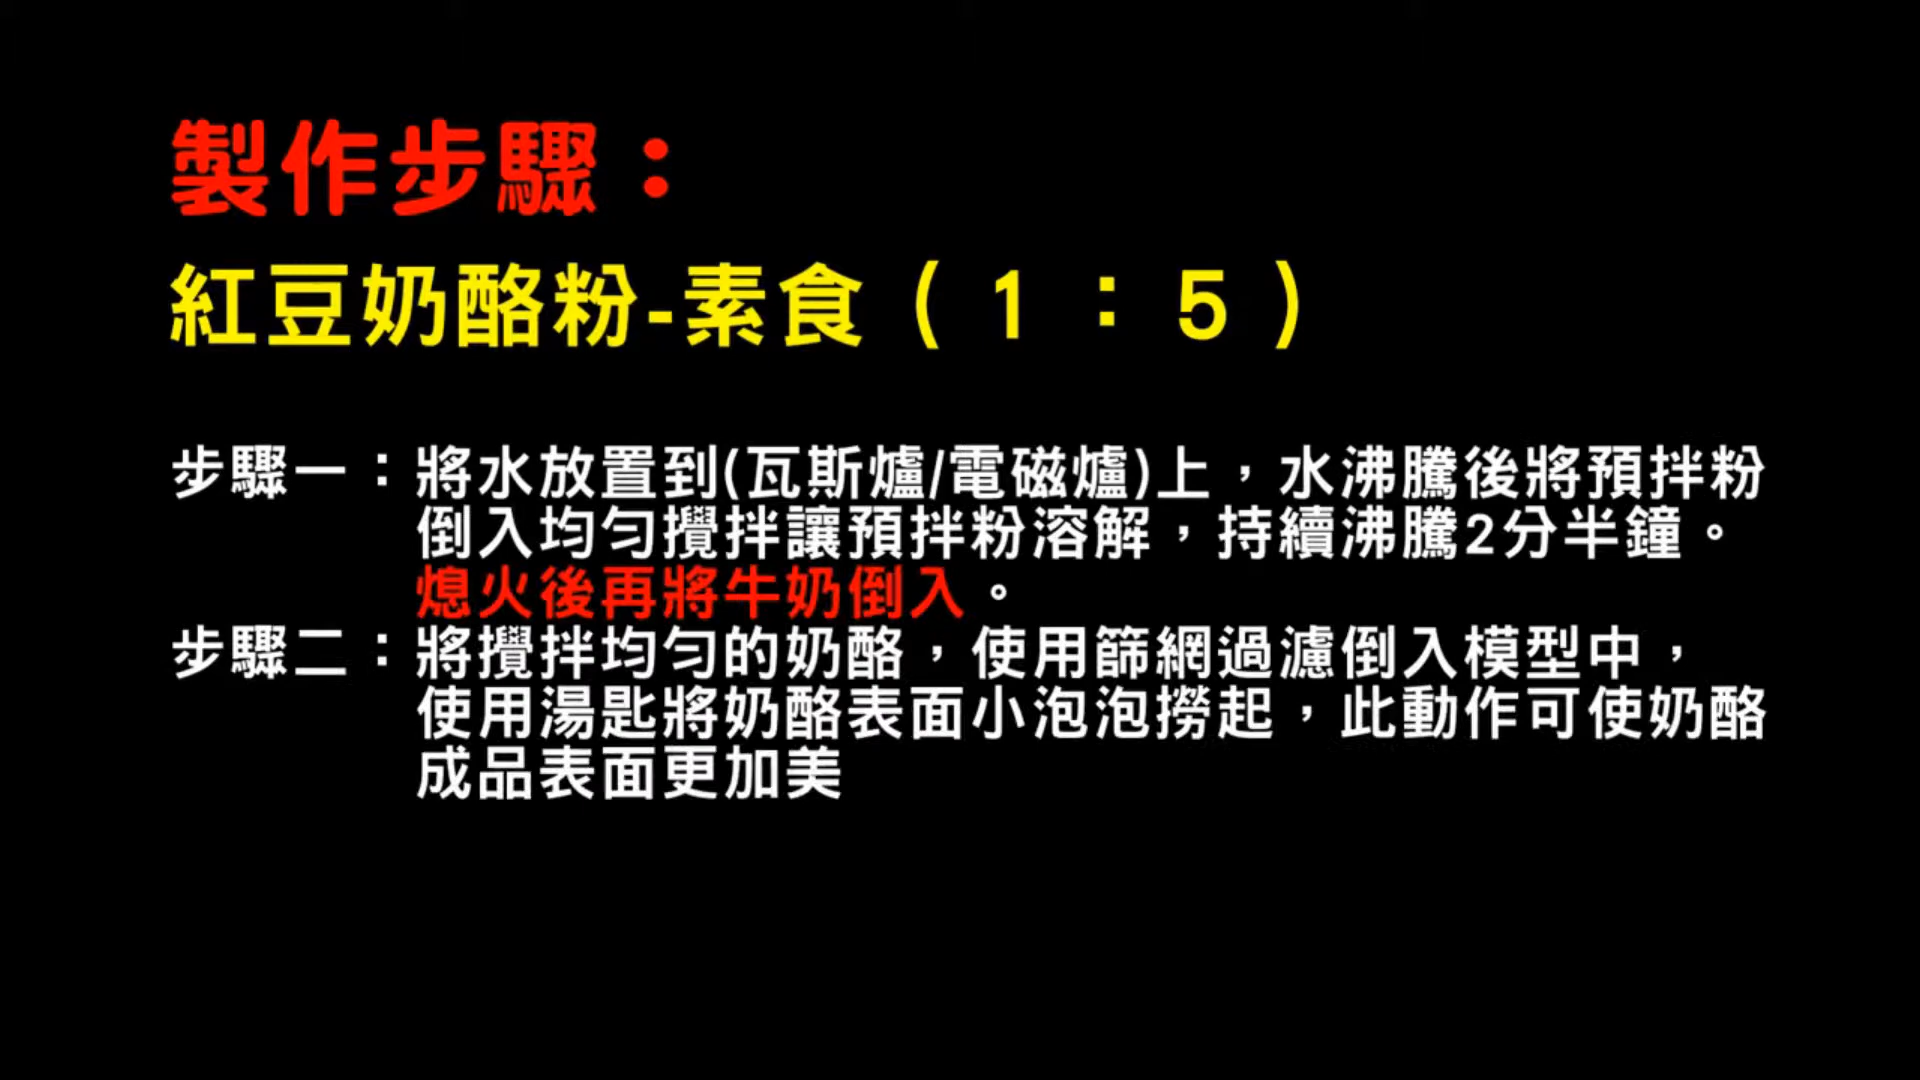 製作步驟：
紅豆奶酪粉-素食（1：5）
步驟一：將水放置到(瓦斯爐/電磁爐)上，水沸騰後將預拌粉
倒入均勻攪拌讓預拌粉溶解，持續沸騰2分半鐘。
熄火後再將牛奶倒入。
步驟二：將攪拌均勻的奶酪，使用篩網過濾倒入模型中，
使用湯匙將奶酪表面小泡泡撈起，此動作可使奶酪
成品表面更加美